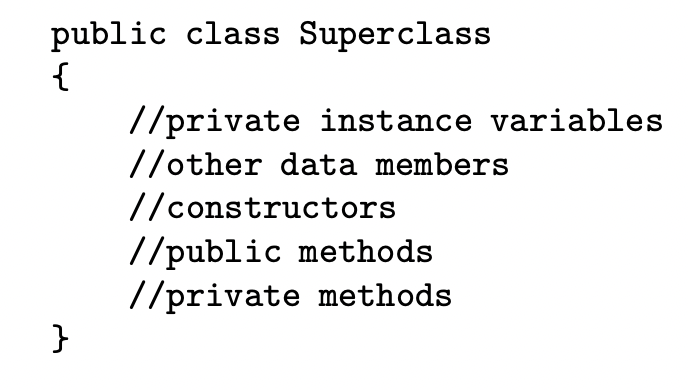 public class Superclass
{
    //private instance variables
    //other data members
    //constructors
    //public methods
    //private methods
}